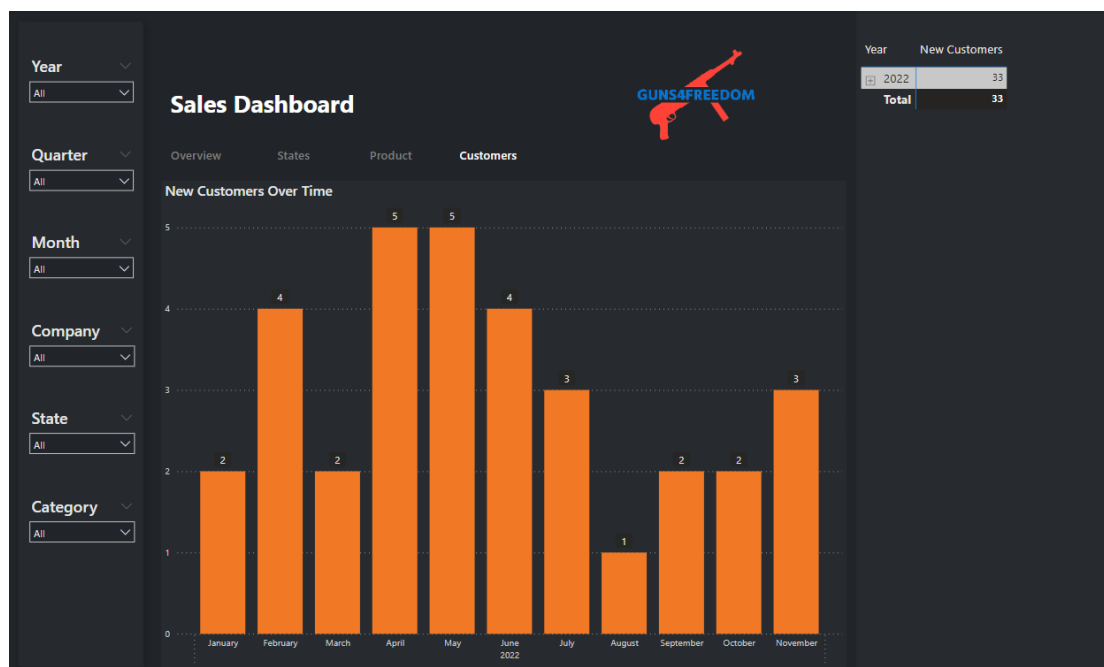 Year
All
Quarter
All
Month
All
Company
All
State
All
Category
All
Sales Dashboard
GUNS4FREEDOM
Overview States Product Customers
New Customers Over Time
5
4
3
2
1
0
2
4
2
5
5
4
3
1
2
2
3
January February March April May June July August September October November
2022
Year New Customers
2022 33
Total 33